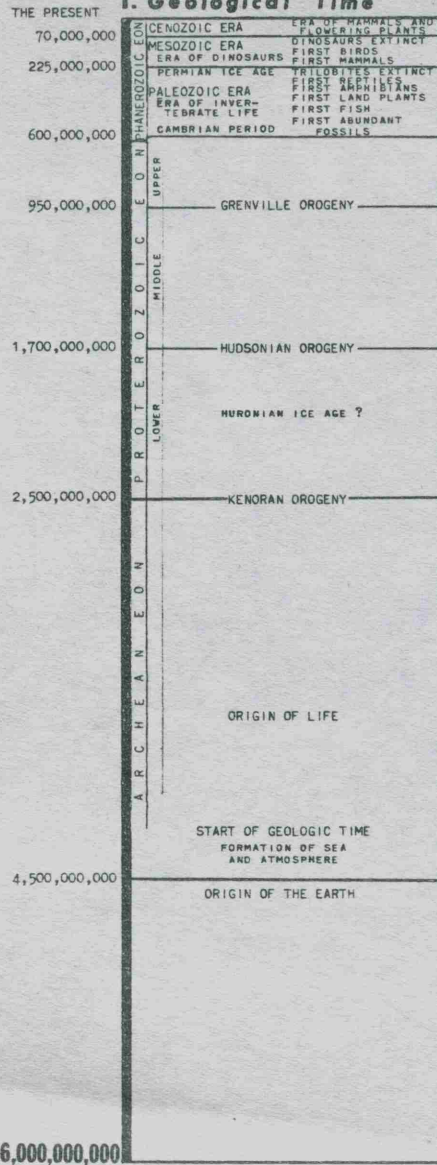 1. Geological Time
THE PRESENT
CENOZOIC ERA
ERA OF MAMMALS AND
FLOWERING PLANTS
70,000,000
MESOZOIC ERA
ERA OF DINOSAURS
DINOSAURS EXTINCT
FIRST BIRDS
FIRST MAMMALS
225,000,000
PERMIAN ICE AGE
TRILOBITES EXTINCT
FIRST REPTILES
PALEOZOIC ERA
FIRST AMPHIBIANS
ERA OF INVER-
TEBRATE LIFE
FIRST LAND PLANTS
FIRST FISH
CAMBRIAN PERIOD
FIRST ABUNDANT
FOSSILS
600,000,000
PHANEROZOIC EON
UPPER
950,000,000
GRENVILLE OROGENY
MIDDLE
1,700,000,000
HUDSONIAN OROGENY
HURONIAN ICE AGE ?
LOWER
PROTEROZOIC EON
2,500,000,000
KENORAN OROGENY
ARCHEAN EON
ORIGIN OF LIFE
START OF GEOLOGIC TIME
FORMATION OF SEA
AND ATMOSPHERE
4,500,000,000
ORIGIN OF THE EARTH
6,000,000,000